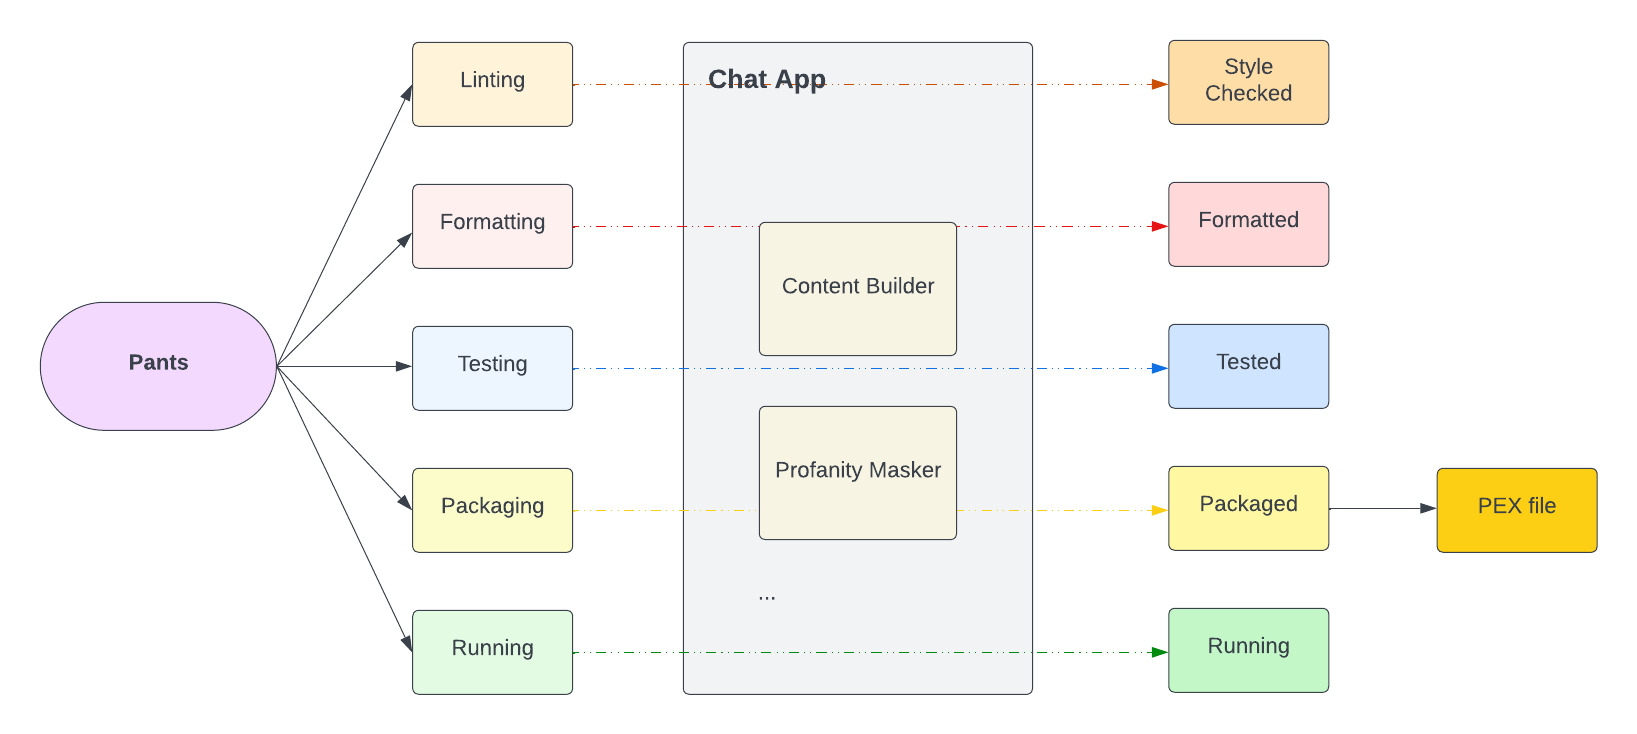 Pants
Linting
Formatting
Testing
Packaging
Running
Chat App
Content Builder
Profanity Masker
...
Style
Checked
Formatted
Tested
Packaged
Running
PEX file